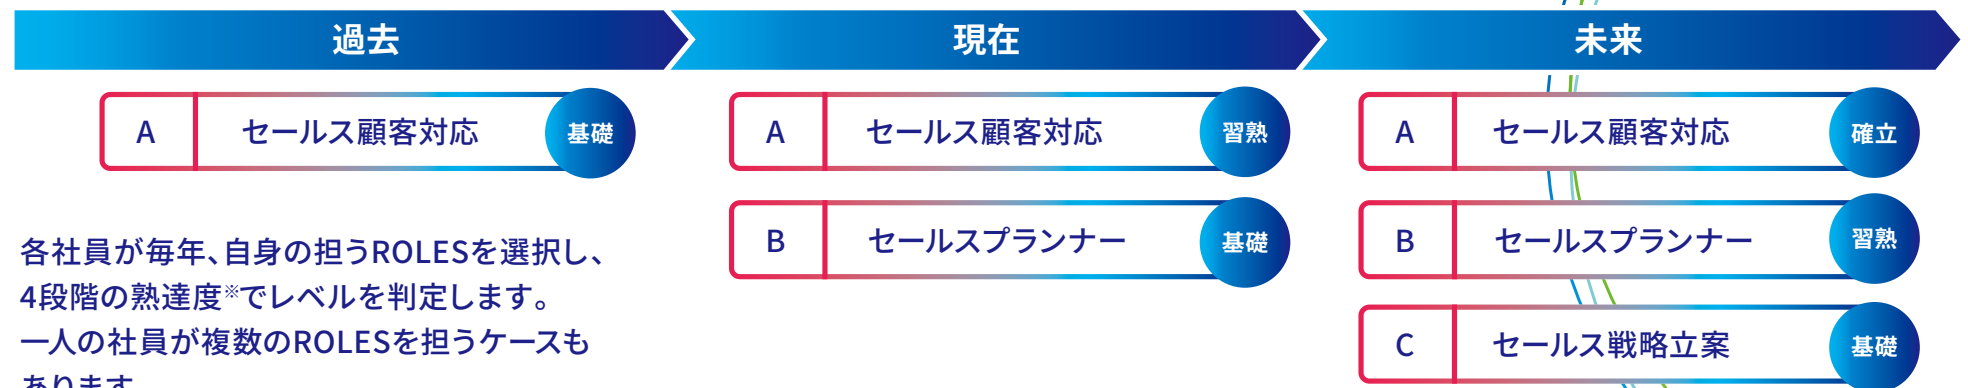 過去
現在
未来
A セールス顧客対応 基礎
A セールス顧客対応 習熟
A セールス顧客対応 確立
B セールスプランナー 基礎
B セールスプランナー 習熟
C セールス戦略立案 基礎
各社員が毎年、自身の担うROLESを選択し、
4段階の熟達度※でレベルを判定します。
一人の社員が複数のROLESを担うケースも
あります